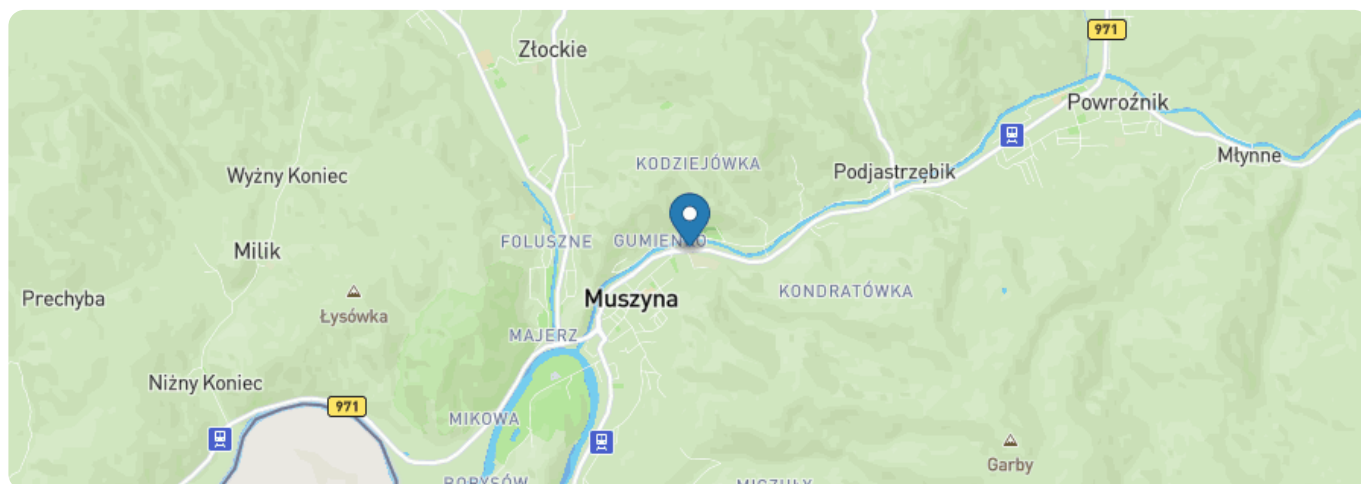 971
Złockie
Powroźnik
Młynne
KODZIEJÓWKA
Podjastrzębik
Wyżny Koniec
FOLUSZNE
Milik
KONDRATÓWKA
Prechyba
Muszyna
Łysówka
MAJERZ
Niżny Koniec
971
MIKOWA
Garby